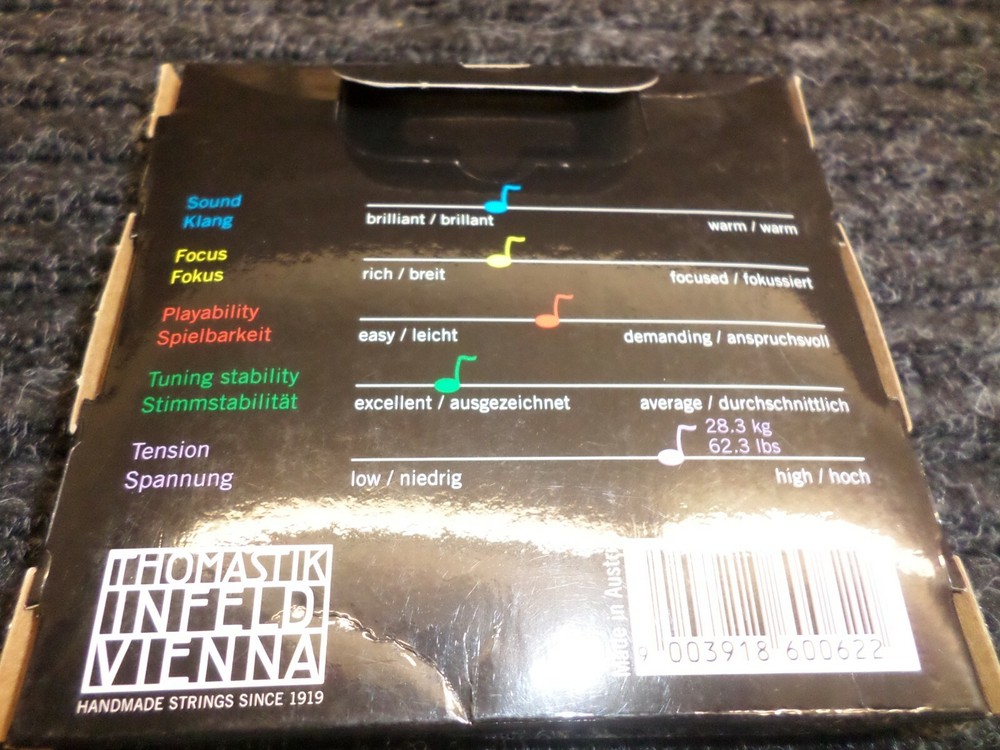 Sound
Klang
brilliant / brillant
warm / warm
Focus
Fokus
rich / breit
focused / fokussiert
Playability
Spielbarkeit
easy / leicht
demanding / anspruchsvoll
Tuning stability
Stimmstabilität
excellent / ausgezeichnet
average / durchschnittlich
Tension
Spannung
low / niedrig
28.3 kg
62.3 lbs
high / hoch
THOMASTIK
INFELD
VIENNA
HANDMADE STRINGS SINCE 1919
Made in
9 003918 600622